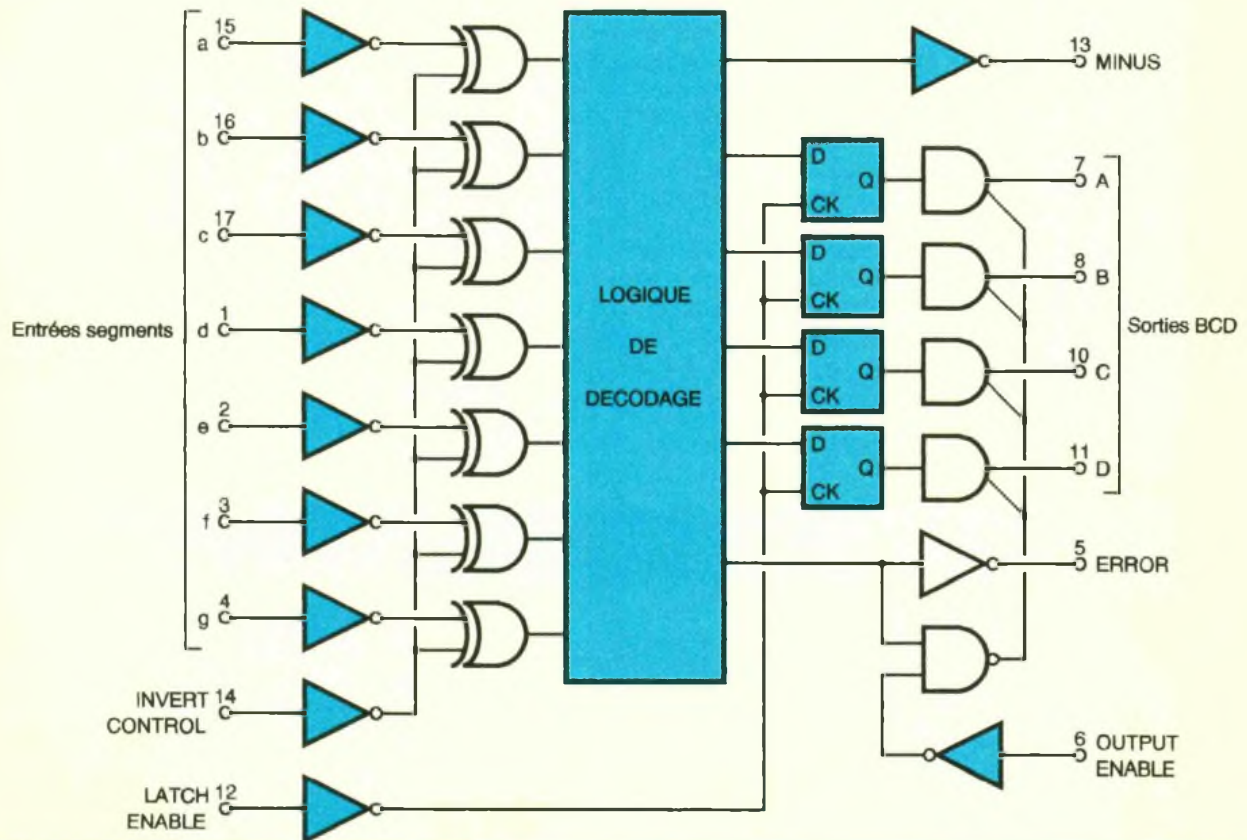 a 15
b 16
c 17
d 1
e 2
f 3
g 4
Entrées segments
INVERT 14
CONTROL
LATCH 12
ENABLE
LOGIQUE
DE
DECODAGE
D
Q
CK
D
Q
CK
D
Q
CK
D
Q
CK
13 MINUS
7 A
8 B
10 C
11 D
Sorties BCD
5 ERROR
6 OUTPUT
ENABLE